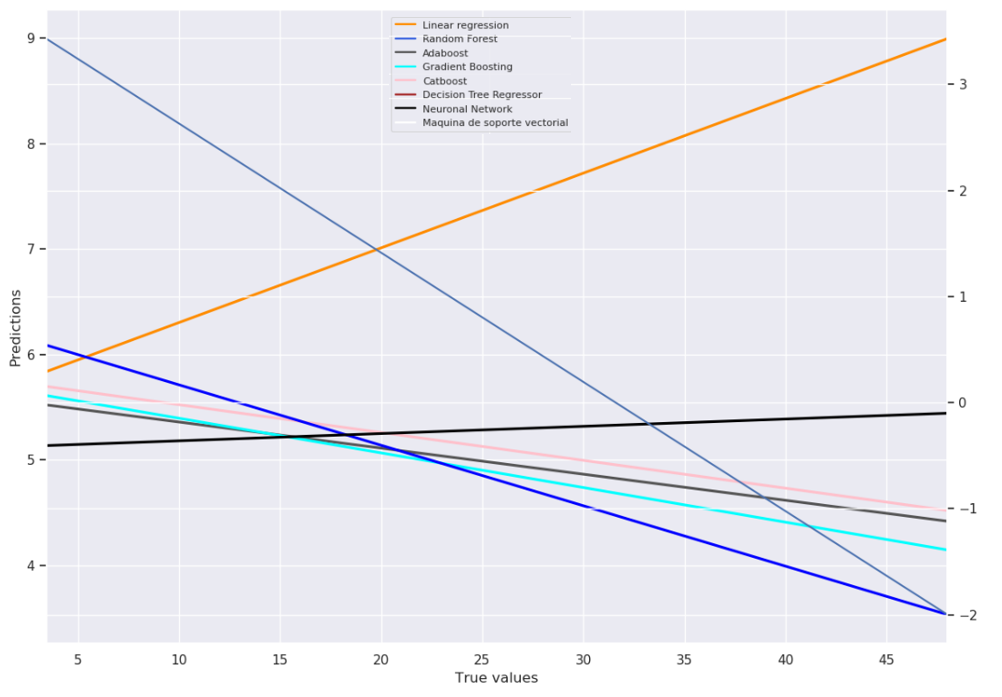 Linear regression
Random Forest
Adaboost
Gradient Boosting
Catboost
Decision Tree Regressor
Neuronal Network
Maquina de soporte vectorial
9
8
7
6
5
4
Predictions
3
2
1
0
−1
−2
5 10 15 20 25 30 35 40 45
True values